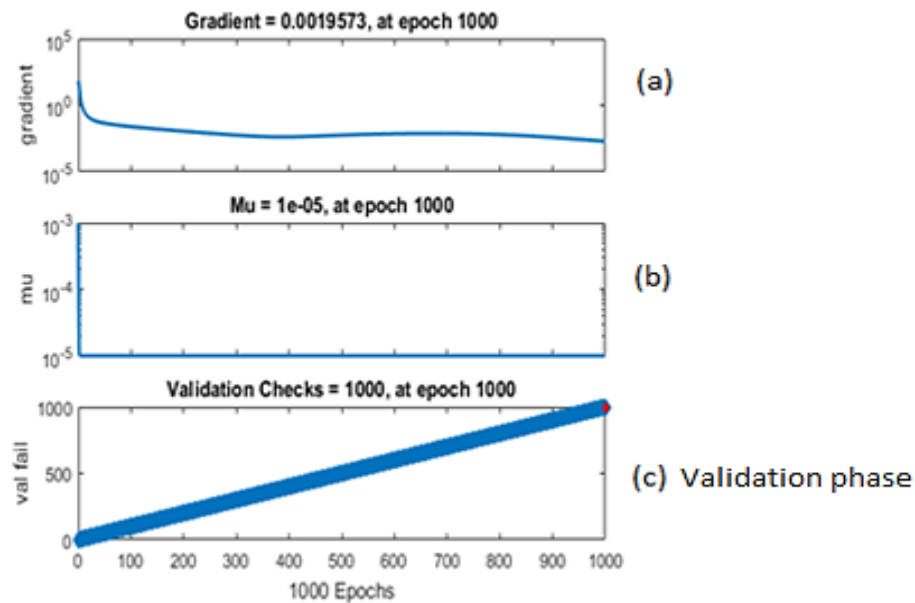 Gradient = 0.0019573, at epoch 1000
10^5
10^0
10^-5
gradient
(a)
Mu = 1e-05, at epoch 1000
10^-3
10^-4
10^-5
mu
(b)
Validation Checks = 1000, at epoch 1000
1000
500
0
val fail
(c) Validation phase
0 100 200 300 400 500 600 700 800 900 1000
1000 Epochs